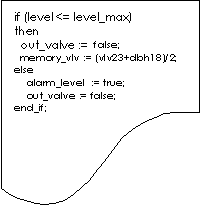 if (level<= level_max)
then
out_valve := false;
memory_vlv := (vlv23+dlbh18)/2;
else
alarm_level := true;
out_valve := false;
end_if;